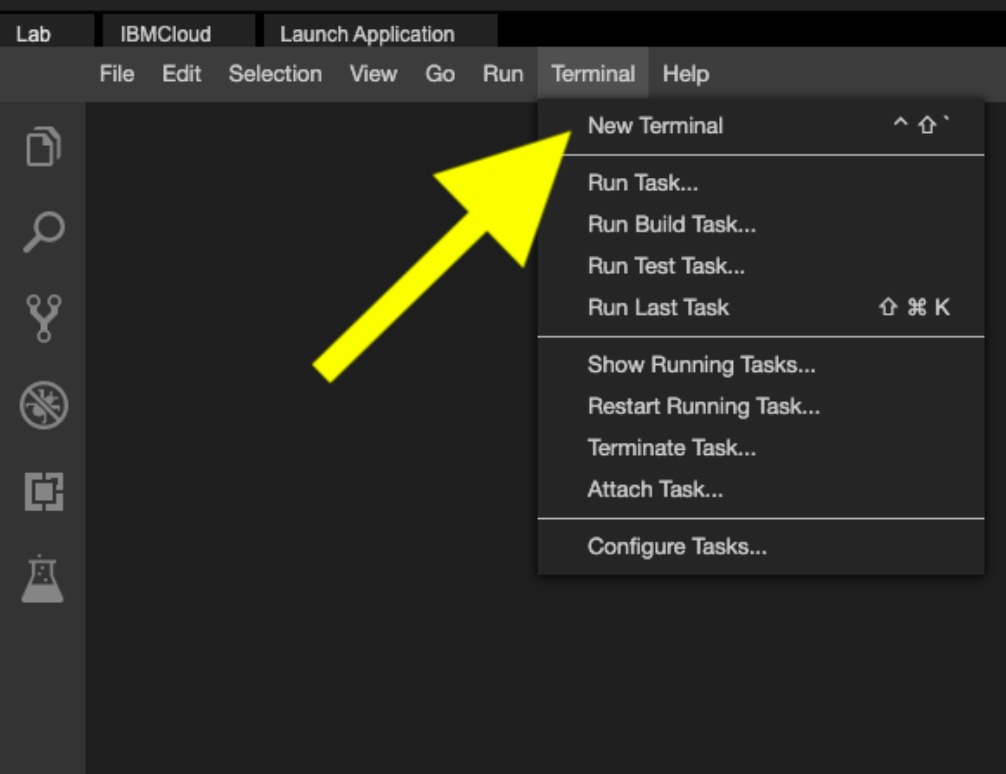 Lab IBMCloud Launch Application
File Edit Selection View Go Run Terminal Help
New Terminal ^ ⇧ `
Run Task...
Run Build Task...
Run Test Task...
Run Last Task ⇧ ⌘ K
Show Running Tasks...
Restart Running Task...
Terminate Task...
Attach Task...
Configure Tasks...